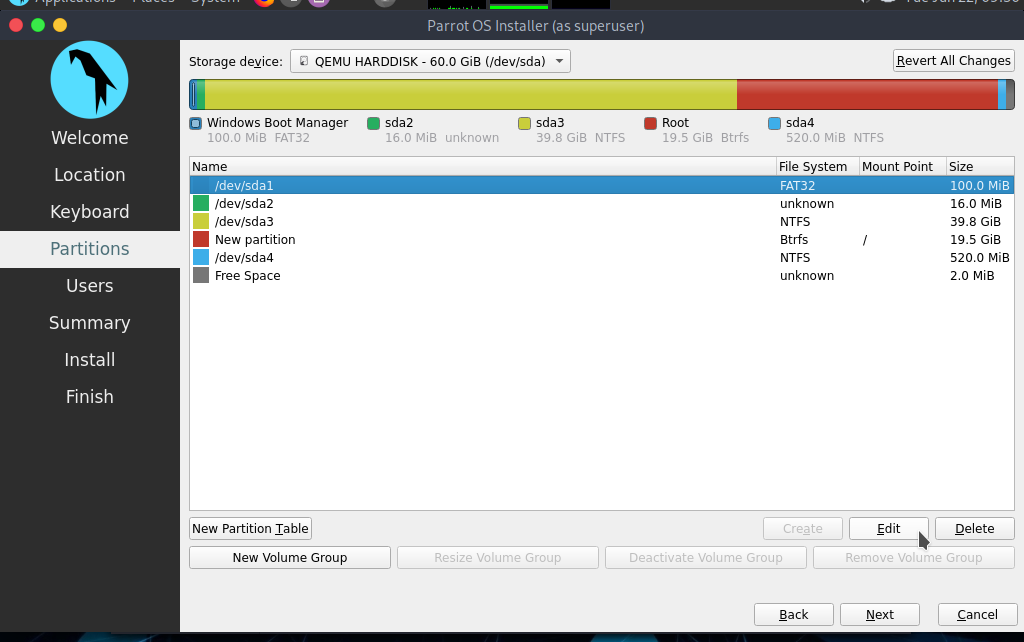 Applications Places System
Parrot OS Installer (as superuser)
Storage device: QEMU HARDDISK - 60.0 GiB (/dev/sda) Revert All Changes
Windows Boot Manager sda2 sda3 Root sda4
100.0 MiB FAT32 16.0 MiB unknown 39.8 GiB NTFS 19.5 GiB Btrfs 520.0 MiB NTFS
Welcome
Location
Keyboard
Partitions
Users
Summary
Install
Finish
Name File System Mount Point Size
/dev/sda1 FAT32 100.0 MiB
/dev/sda2 unknown 16.0 MiB
/dev/sda3 NTFS 39.8 GiB
New partition Btrfs / 19.5 GiB
/dev/sda4 NTFS 520.0 MiB
Free Space unknown 2.0 MiB
New Partition Table Create Edit Delete
New Volume Group Resize Volume Group Deactivate Volume Group Remove Volume Group
Back Next Cancel